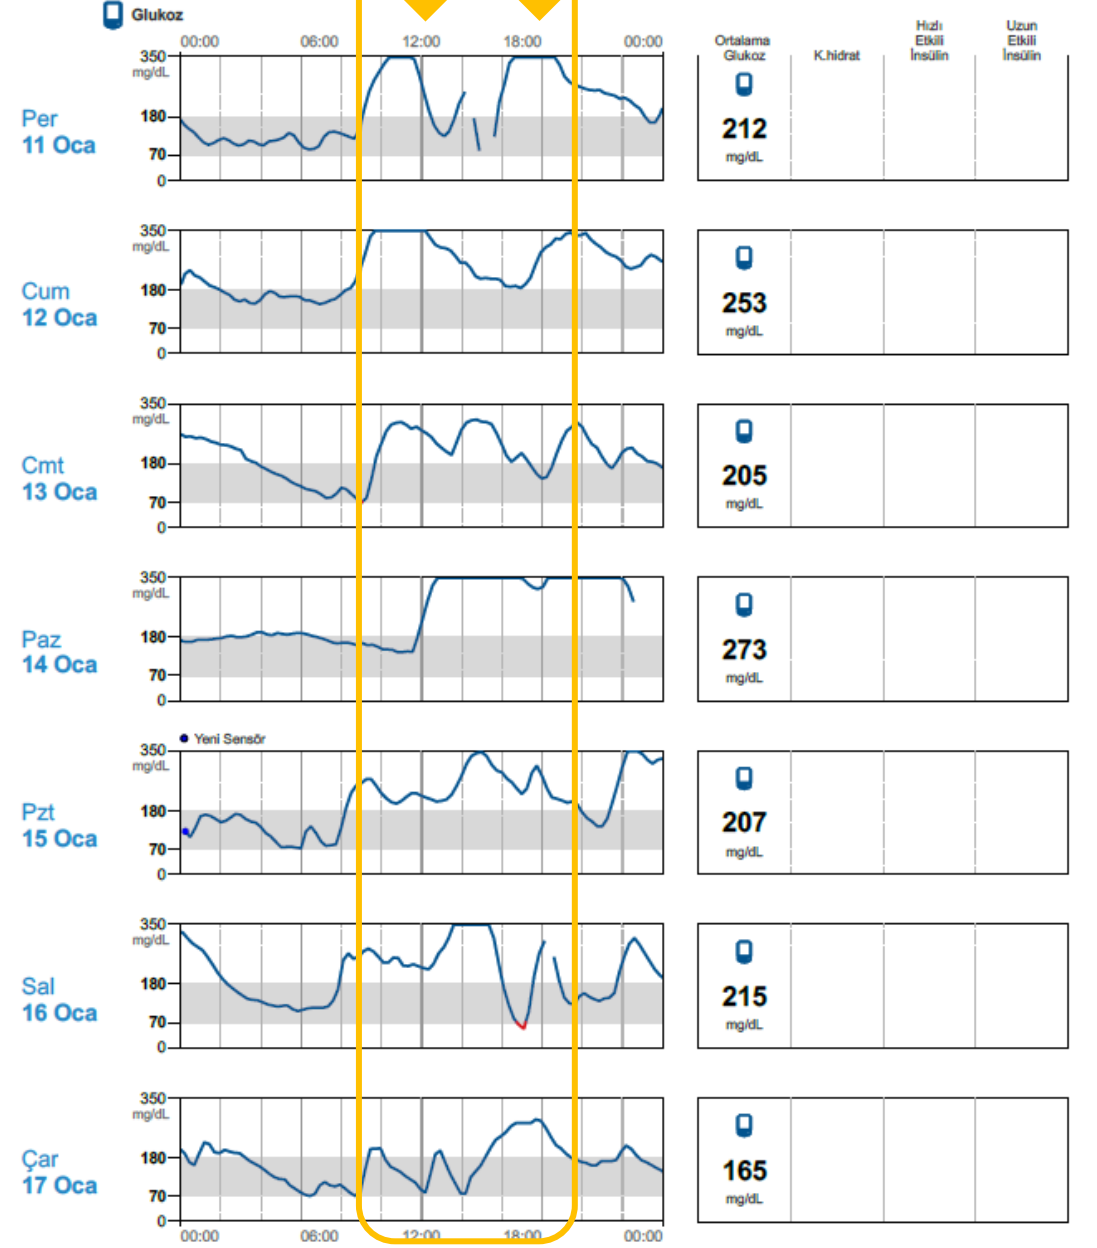 Glukoz
00:00 06:00 12:00 18:00 00:00
Ortalama
Glukoz
K.hidrat
Hızlı
Etkili
İnsülin
Uzun
Etkili
İnsülin
Per
11 Oca
350
mg/dL
180
70
0
212
mg/dL
Cum
12 Oca
350
mg/dL
180
70
0
253
mg/dL
Cmt
13 Oca
350
mg/dL
180
70
0
205
mg/dL
Paz
14 Oca
350
mg/dL
180
70
0
273
mg/dL
Yeni Sensör
Pzt
15 Oca
350
mg/dL
180
70
0
207
mg/dL
Sal
16 Oca
350
mg/dL
180
70
0
215
mg/dL
Çar
17 Oca
350
mg/dL
180
70
0
165
mg/dL
00:00 06:00 12:00 18:00 00:00